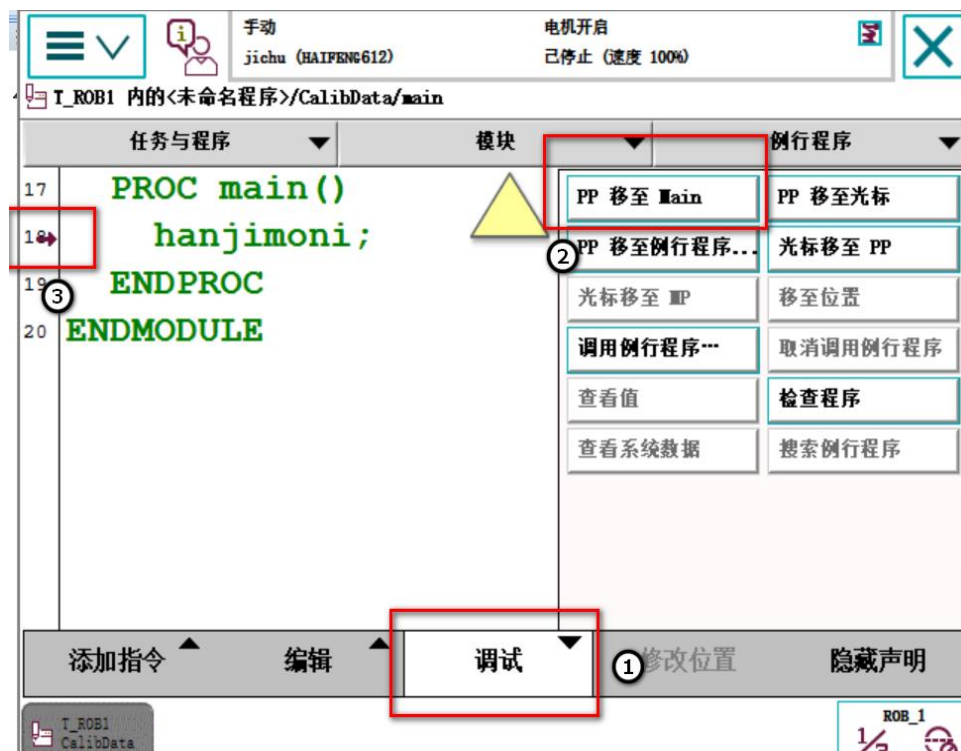 手动
jichu (HAIFENG612)
电机开启
已停止 (速度 100%)
T_ROB1 内的<未命名程序>/CalibData/main
任务与程序
模块
例行程序
17 PROC main()
18 hanjimoni;
19 ENDPROC
20 ENDMODULE
PP 移至 Main
PP 移至光标
PP 移至例行程序...
光标移至 PP
光标移至 MP
移至位置
调用例行程序…
取消调用例行程序
查看值
检查程序
查看系统数据
搜索例行程序
②
③
添加指令
编辑
调试
①
修改位置
隐藏声明
T_ROB1
CalibData
ROB_1